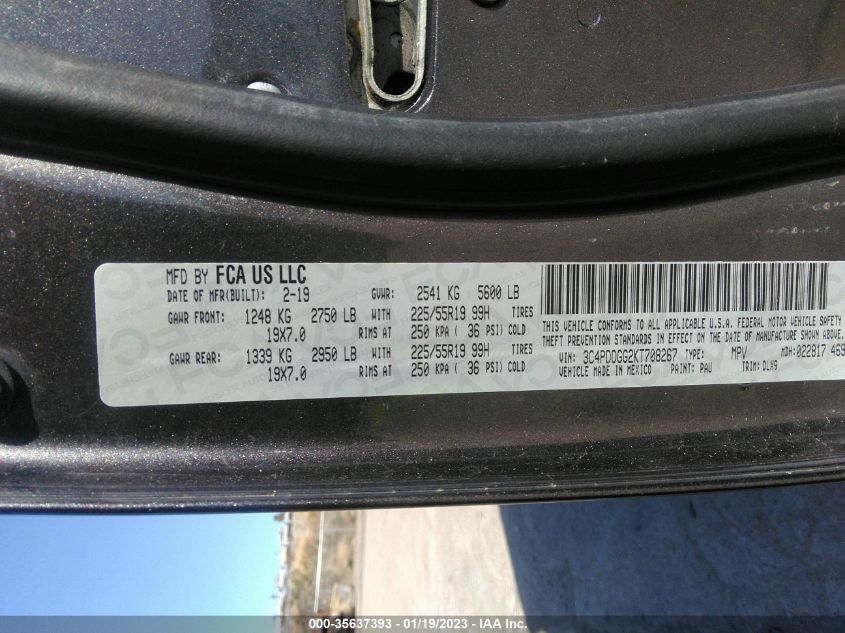 MFD BY FCA US LLC
DATE OF MFR(BUILT): 2-19 GVWR: 2541 KG 5600 LB
GAWR FRONT: 1248 KG 2750 LB WITH 225/55R19 99H TIRES
19X7.0 RIMS AT 250 KPA ( 36 PSI) COLD
GAWR REAR: 1339 KG 2950 LB WITH 225/55R19 99H TIRES
19X7.0 RIMS AT 250 KPA ( 36 PSI) COLD
THIS VEHICLE CONFORMS TO ALL APPLICABLE U.S.A. FEDERAL MOTOR VEHICLE SAFETY
THEFT PREVENTION STANDARDS IN EFFECT ON THE DATE OF MANUFACTURE SHOWN ABOVE.
VIN: 3C4PDDGG2KT708267 TYPE: MPV MDH: 022817 469
VEHICLE MADE IN MEXICO PAINT: PAU TRIM: DLX9
000-35637393 - 01/19/2023 - IAA Inc.